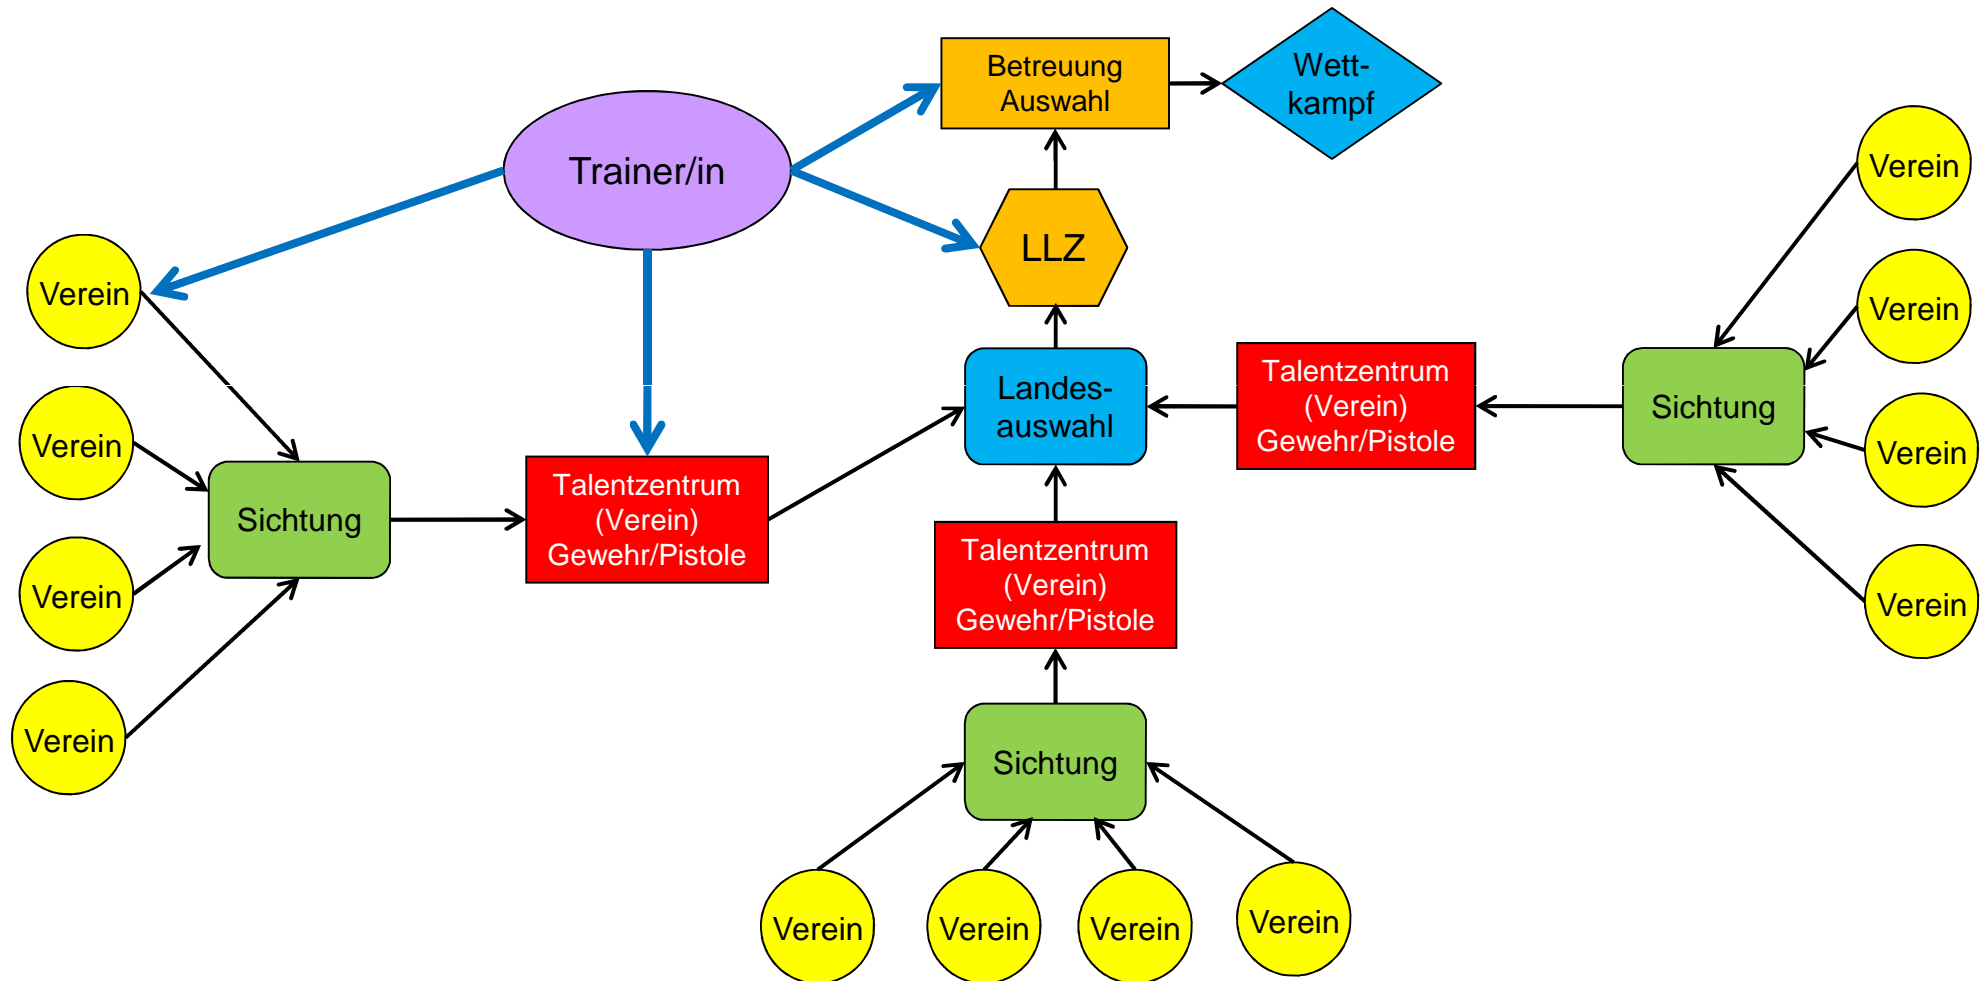 Betreuung
Auswahl
Wett-
kampf
Trainer/in
LLZ
Verein
Verein
Verein
Verein
Sichtung
Talentzentrum
(Verein)
Gewehr/Pistole
Landes-
auswahl
Talentzentrum
(Verein)
Gewehr/Pistole
Sichtung
Verein
Verein
Verein
Verein
Talentzentrum
(Verein)
Gewehr/Pistole
Sichtung
Verein
Verein
Verein
Verein